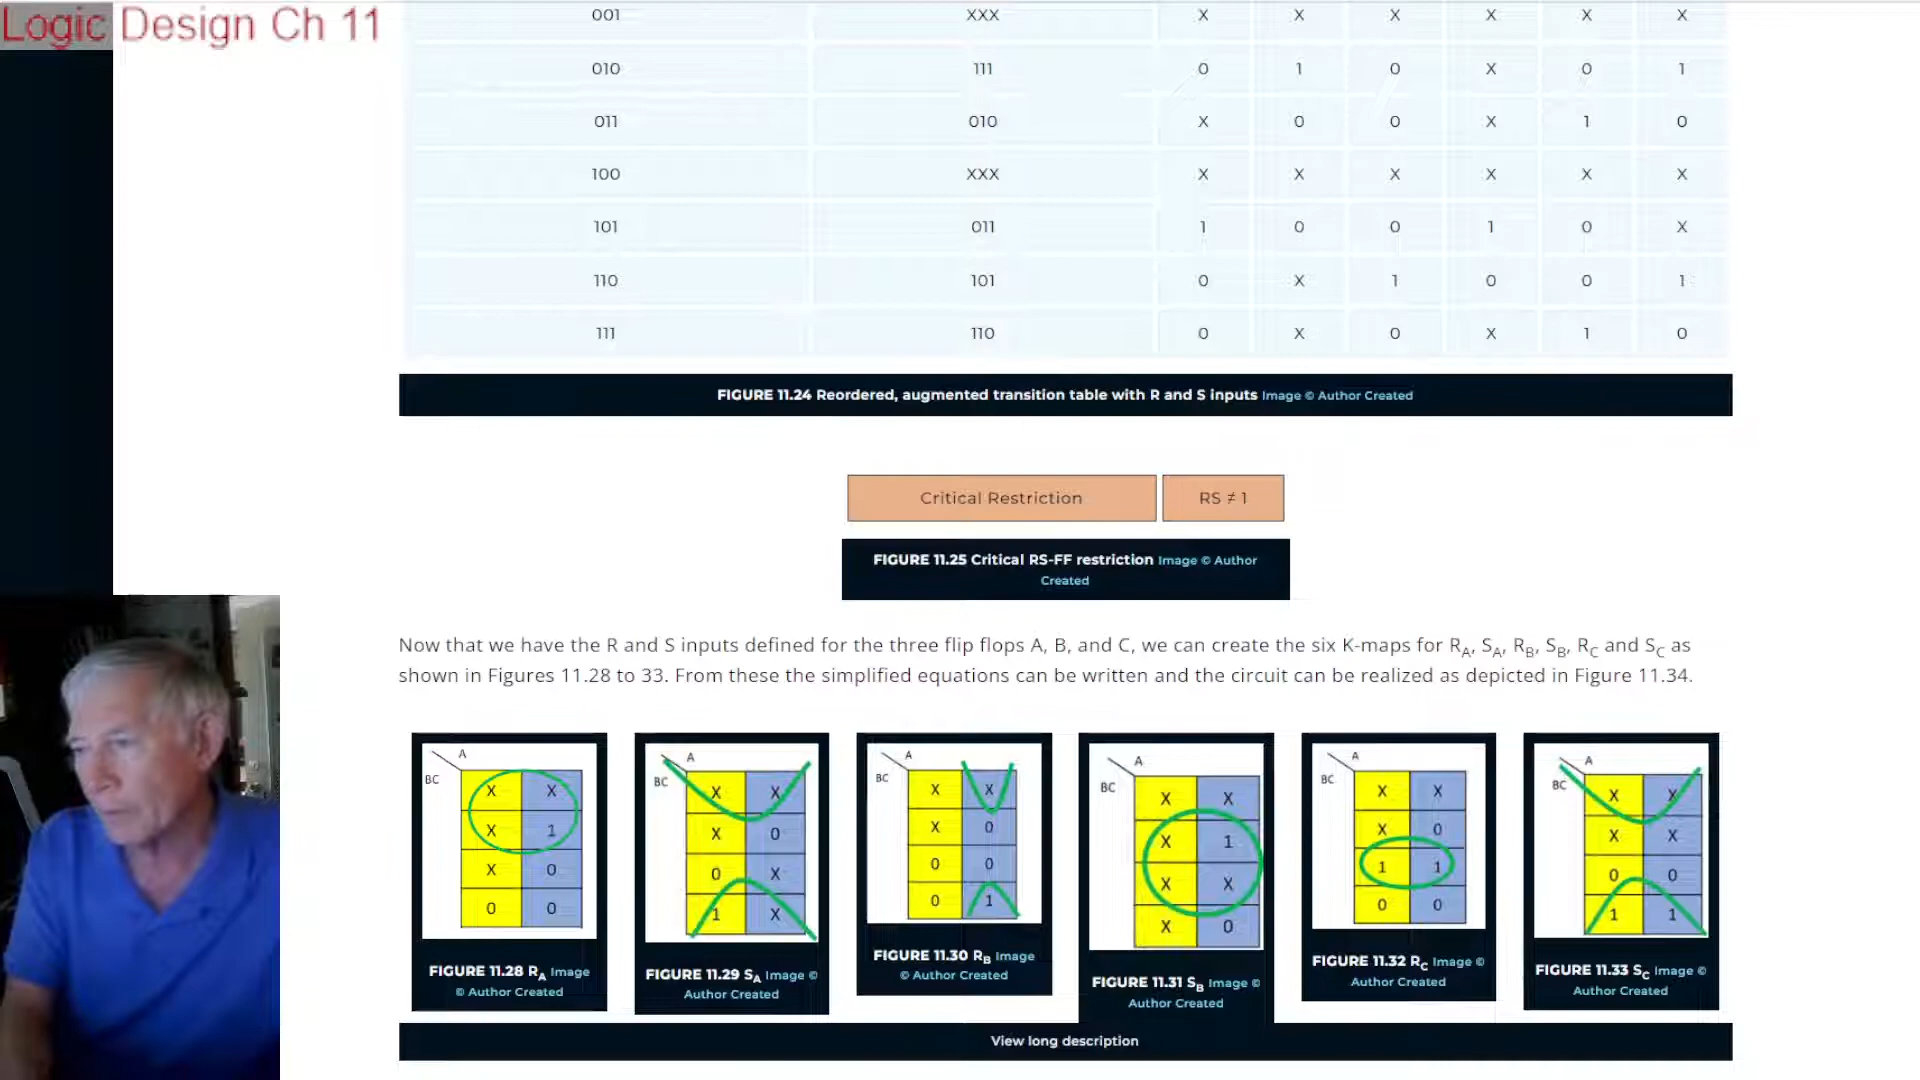 Logic Design Ch 11
001 XXX X X X X X X
010 111 0 1 0 X 0 1
011 010 X 0 0 X 1 0
100 XXX X X X X X X
101 011 1 0 0 1 0 X
110 101 0 X 1 0 0 1
111 110 0 X 0 X 1 0
FIGURE 11.24 Reordered, augmented transition table with R and S inputs Image © Author Created
Critical Restriction RS ≠ 1
FIGURE 11.25 Critical RS-FF restriction Image © Author
Created
Now that we have the R and S inputs defined for the three flip flops A, B, and C, we can create the six K-maps for RA, SA, RB, SB, RC and SC as
shown in Figures 11.28 to 33. From these the simplified equations can be written and the circuit can be realized as depicted in Figure 11.34.
A
BC
X X
X 1
X 0
0 0
FIGURE 11.28 RA Image
© Author Created
A
BC
X X
X 0
0 X
1 X
FIGURE 11.29 SA Image ©
Author Created
A
BC
X X
X 0
0 0
0 1
FIGURE 11.30 RB Image
© Author Created
A
BC
X X
X 1
X X
X 0
FIGURE 11.31 SB Image ©
Author Created
A
BC
X X
X 0
1 1
0 0
FIGURE 11.32 RC Image ©
Author Created
A
BC
X X
X X
0 0
1 1
FIGURE 11.33 SC Image ©
Author Created
View long description